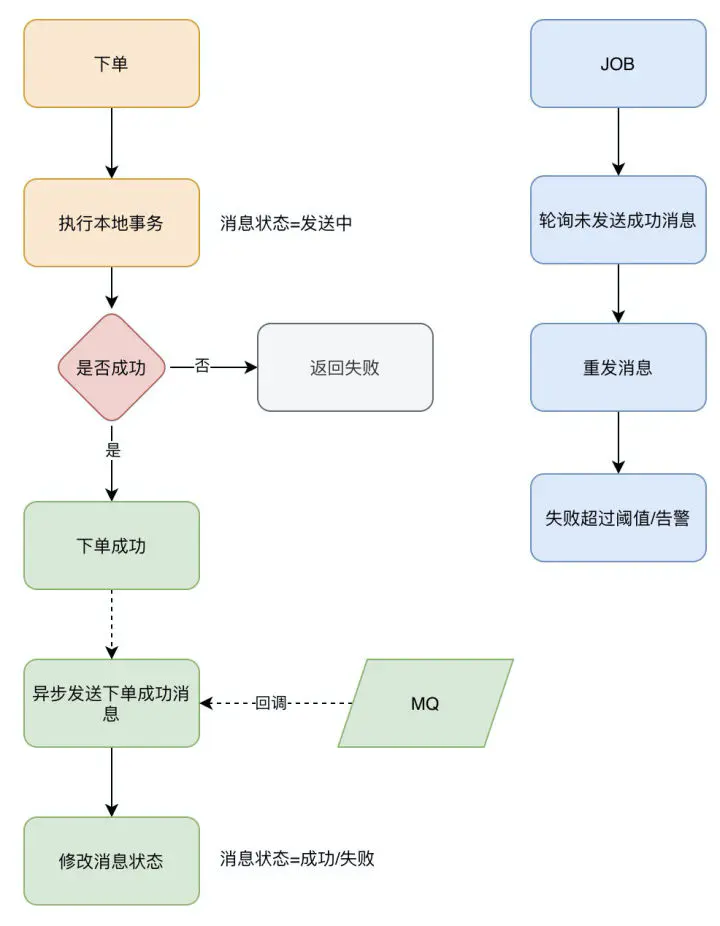 下单
执行本地事务
消息状态=发送中
是否成功
否
返回失败
是
下单成功
异步发送下单成功消
息
回调
MQ
修改消息状态
消息状态=成功/失败
JOB
轮询未发送成功消息
重发消息
失败超过阈值/告警